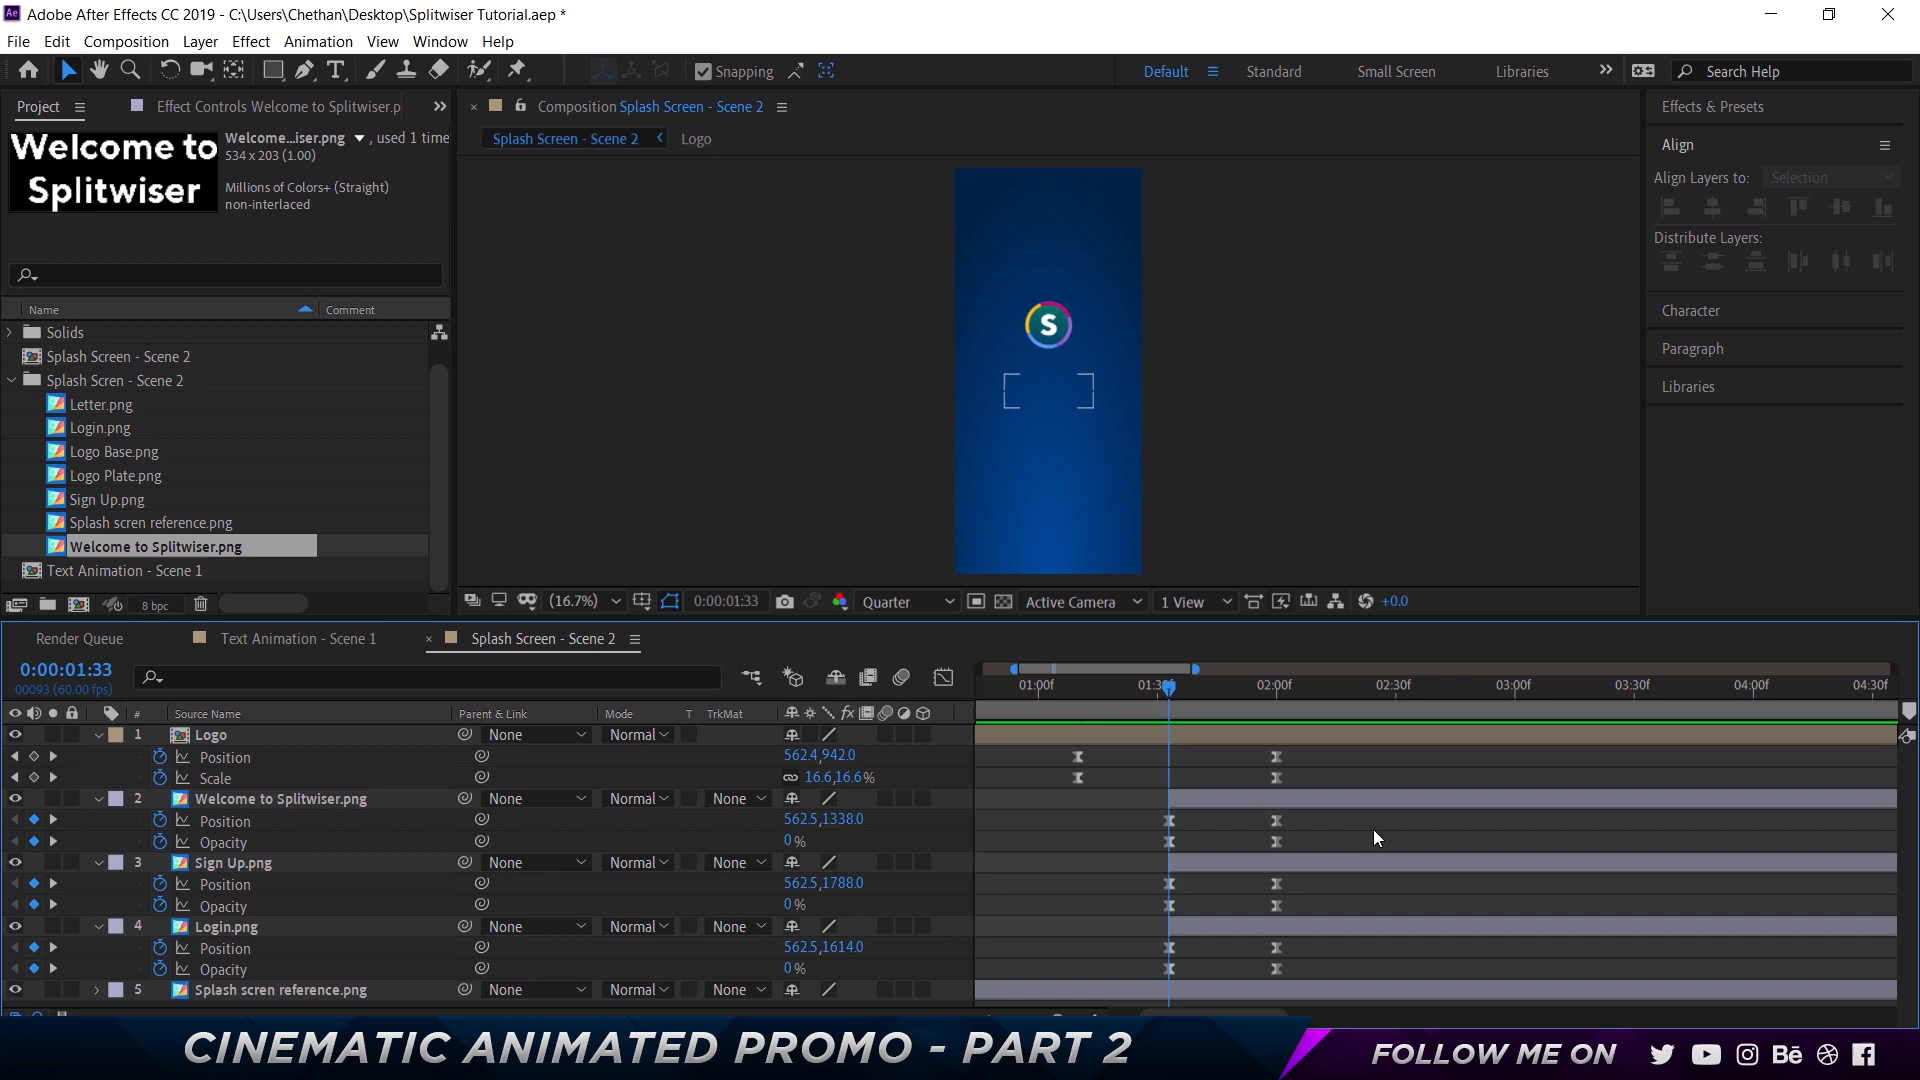 Adobe After Effects CC 2019 - C:\Users\Chethan\Desktop\Splitwiser Tutorial.aep *
File Edit Composition Layer Effect Animation View Window Help
Snapping Default Standard Small Screen Libraries Search Help
Project Effect Controls Welcome to Splitwiser.p
Welcome to
Splitwiser
Welcome...iser.png , used 1 time
534 x 203 (1.00)
Millions of Colors+ (Straight)
non-interlaced
Name Comment
Solids
Splash Screen - Scene 2
Splash Scren - Scene 2
Letter.png
Login.png
Logo Base.png
Logo Plate.png
Sign Up.png
Splash scren reference.png
Welcome to Splitwiser.png
Text Animation - Scene 1
8 bpc
Composition Splash Screen - Scene 2
Splash Screen - Scene 2 Logo
S
(16.7%) 0:00:01:33 Quarter Active Camera 1 View +0.0
Effects & Presets
Align
Align Layers to: Selection
Distribute Layers:
Character
Paragraph
Libraries
Render Queue Text Animation - Scene 1 Splash Screen - Scene 2
0:00:01:33
00093 (60.00 fps)
01:00f 02:00f 02:30f 03:00f 03:30f 04:00f 04:30f
# Source Name Parent & Link Mode T TrkMat
1 Logo None Normal
Position 562.4,942.0
Scale 16.6,16.6%
2 Welcome to Splitwiser.png None Normal None
Position 562.5,1338.0
Opacity 0%
3 Sign Up.png None Normal None
Position 562.5,1788.0
Opacity 0%
4 Login.png None Normal None
Position 562.5,1614.0
Opacity 0%
5 Splash scren reference.png None Normal None
CINEMATIC ANIMATED PROMO - PART 2
FOLLOW ME ON